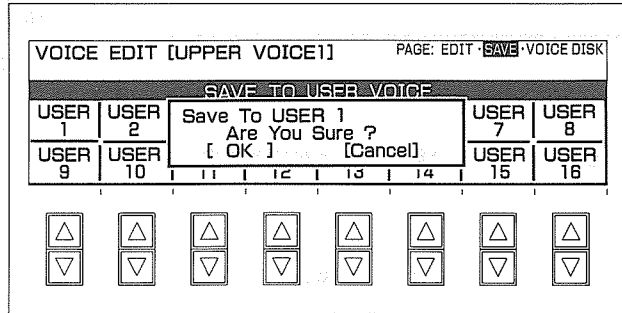 VOICE EDIT [UPPER VOICE1] PAGE: EDIT · SAVE · VOICE DISK
SAVE TO USER VOICE
USER 1 USER 2 USER 7 USER 8
Save To USER 1
Are You Sure ?
[ OK ] [Cancel]
USER 9 USER 10 11 12 13 14 USER 15 USER 16